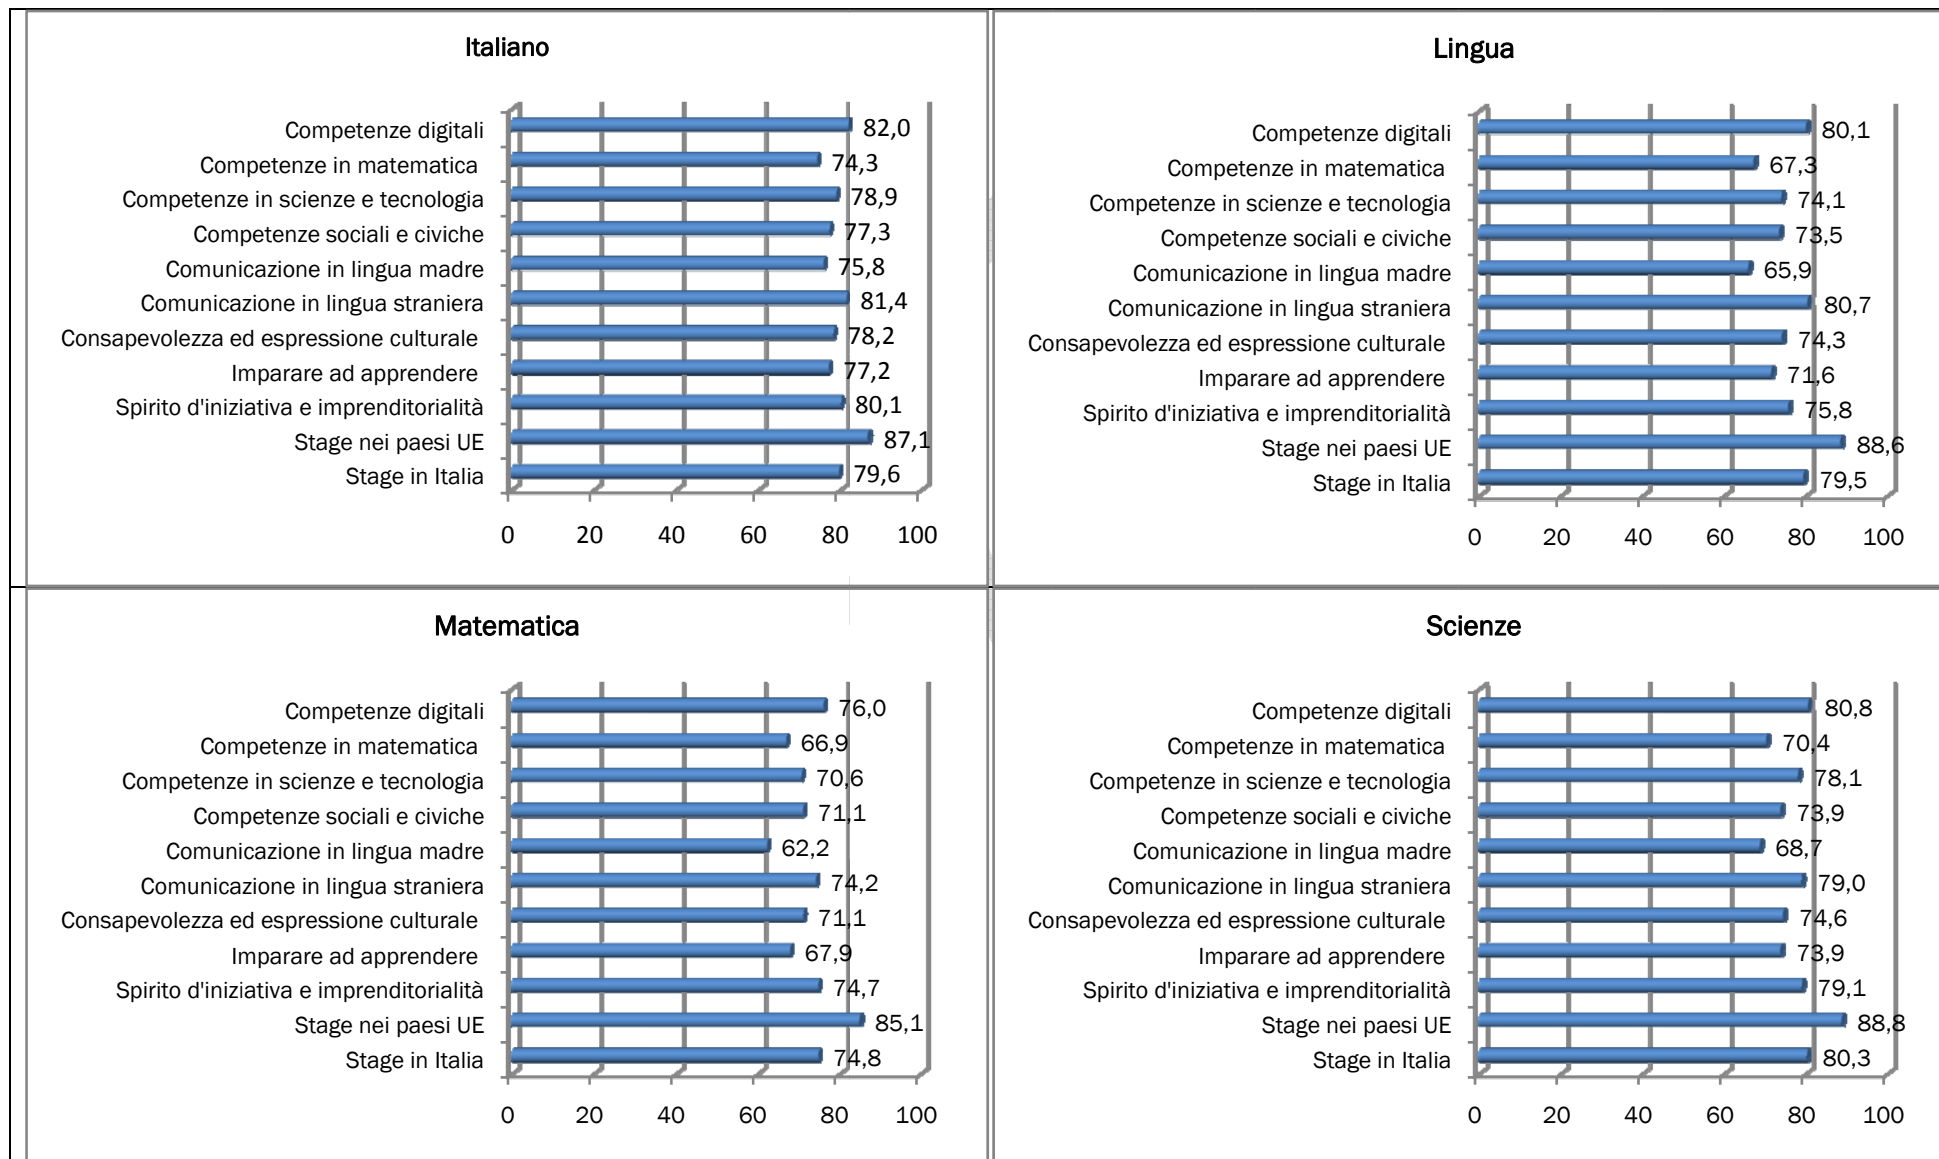 Italiano
Competenze digitali 82,0
Competenze in matematica 74,3
Competenze in scienze e tecnologia 78,9
Competenze sociali e civiche 77,3
Comunicazione in lingua madre 75,8
Comunicazione in lingua straniera 81,4
Consapevolezza ed espressione culturale 78,2
Imparare ad apprendere 77,2
Spirito d'iniziativa e imprenditorialità 80,1
Stage nei paesi UE 87,1
Stage in Italia 79,6
0 20 40 60 80 100
Lingua
Competenze digitali 80,1
Competenze in matematica 67,3
Competenze in scienze e tecnologia 74,1
Competenze sociali e civiche 73,5
Comunicazione in lingua madre 65,9
Comunicazione in lingua straniera 80,7
Consapevolezza ed espressione culturale 74,3
Imparare ad apprendere 71,6
Spirito d'iniziativa e imprenditorialità 75,8
Stage nei paesi UE 88,6
Stage in Italia 79,5
0 20 40 60 80 100
Matematica
Competenze digitali 76,0
Competenze in matematica 66,9
Competenze in scienze e tecnologia 70,6
Competenze sociali e civiche 71,1
Comunicazione in lingua madre 62,2
Comunicazione in lingua straniera 74,2
Consapevolezza ed espressione culturale 71,1
Imparare ad apprendere 67,9
Spirito d'iniziativa e imprenditorialità 74,7
Stage nei paesi UE 85,1
Stage in Italia 74,8
0 20 40 60 80 100
Scienze
Competenze digitali 80,8
Competenze in matematica 70,4
Competenze in scienze e tecnologia 78,1
Competenze sociali e civiche 73,9
Comunicazione in lingua madre 68,7
Comunicazione in lingua straniera 79,0
Consapevolezza ed espressione culturale 74,6
Imparare ad apprendere 73,9
Spirito d'iniziativa e imprenditorialità 79,1
Stage nei paesi UE 88,8
Stage in Italia 80,3
0 20 40 60 80 100